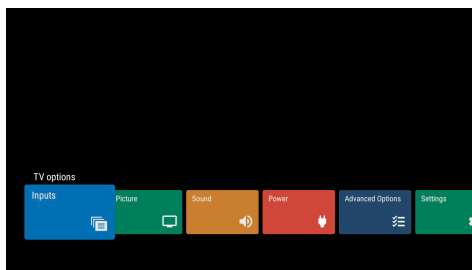 TV options
Inputs
Picture
Sound
Power
Advanced Options
Settings